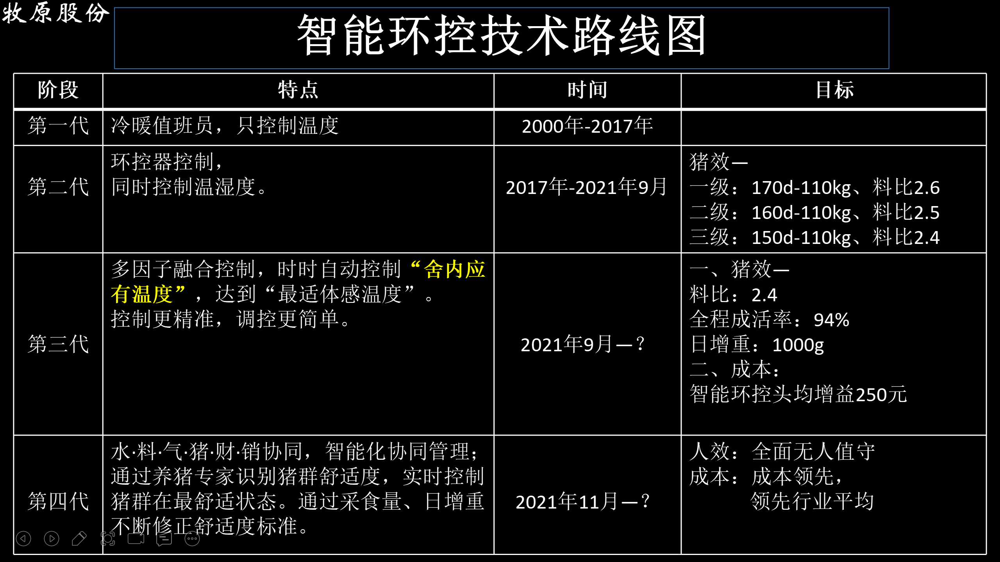 牧原股份
智能环控技术路线图
阶段 特点 时间 目标
第一代 冷暖值班员，只控制温度 2000年-2017年
第二代
环控器控制，
同时控制温湿度。
2017年-2021年9月
猪效—
一级：170d-110kg、料比2.6
二级：160d-110kg、料比2.5
三级：150d-110kg、料比2.4
第三代
多因子融合控制，时时自动控制“舍内应
有温度”，达到“最适体感温度”。
控制更精准，调控更简单。
2021年9月—？
一、猪效—
料比：2.4
全程成活率：94%
日增重：1000g
二、成本：
智能环控头均增益250元
第四代
水·料·气·猪·财·销协同，智能化协同管理；
通过养猪专家识别猪群舒适度，实时控制
猪群在最舒适状态。通过采食量、日增重
不断修正舒适度标准。
2021年11月—？
人效：全面无人值守
成本：成本领先，
领先行业平均